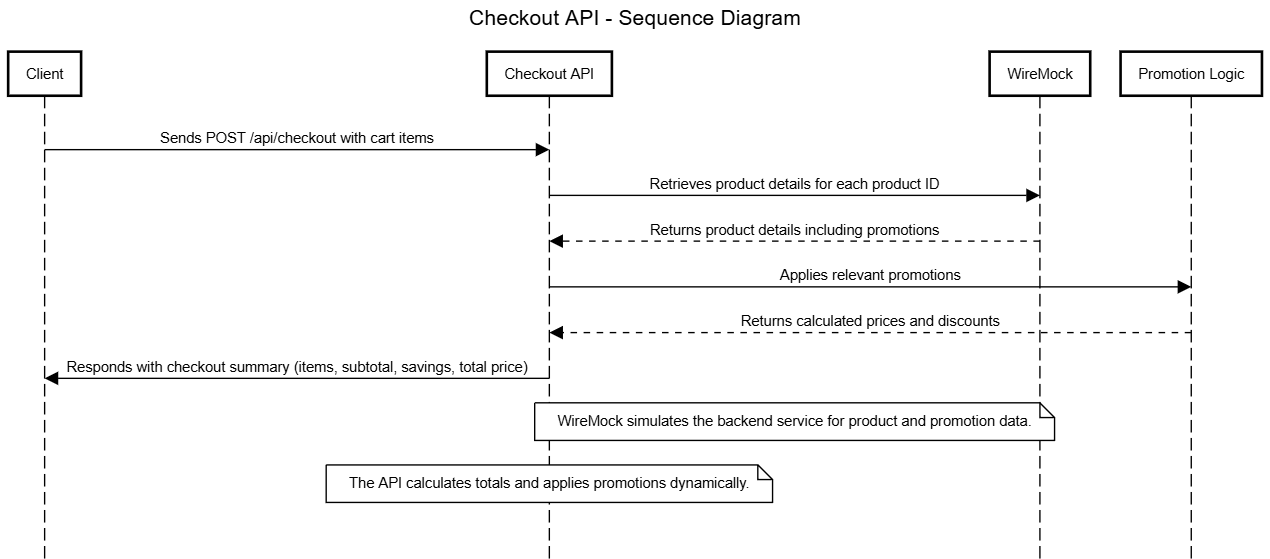 Checkout API - Sequence Diagram
Client
Checkout API
WireMock
Promotion Logic
Sends POST /api/checkout with cart items
Retrieves product details for each product ID
Returns product details including promotions
Applies relevant promotions
Returns calculated prices and discounts
Responds with checkout summary (items, subtotal, savings, total price)
WireMock simulates the backend service for product and promotion data.
The API calculates totals and applies promotions dynamically.